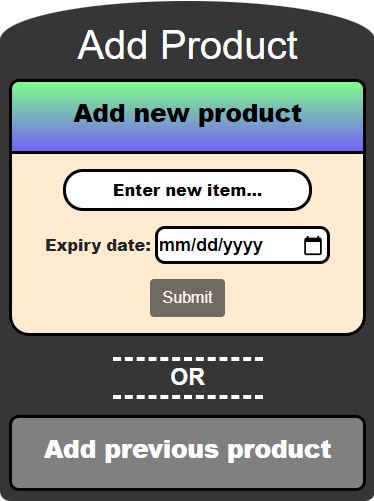 Add Product
Add new product
Enter new item...
Expiry date: mm/dd/yyyy
Submit
OR
Add previous product